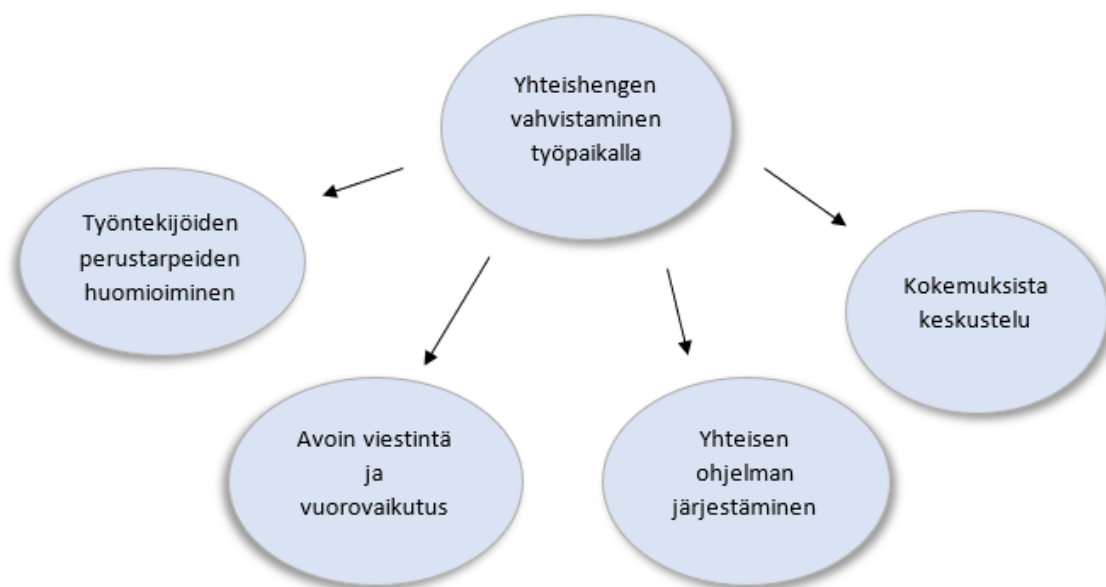 Yhteishengen
vahvistaminen
työpaikalla
Työntekijöiden
perustarpeiden
huomioiminen
Kokemuksista
keskustelu
Avoin viestintä
ja
vuorovaikutus
Yhteisen
ohjelman
järjestäminen